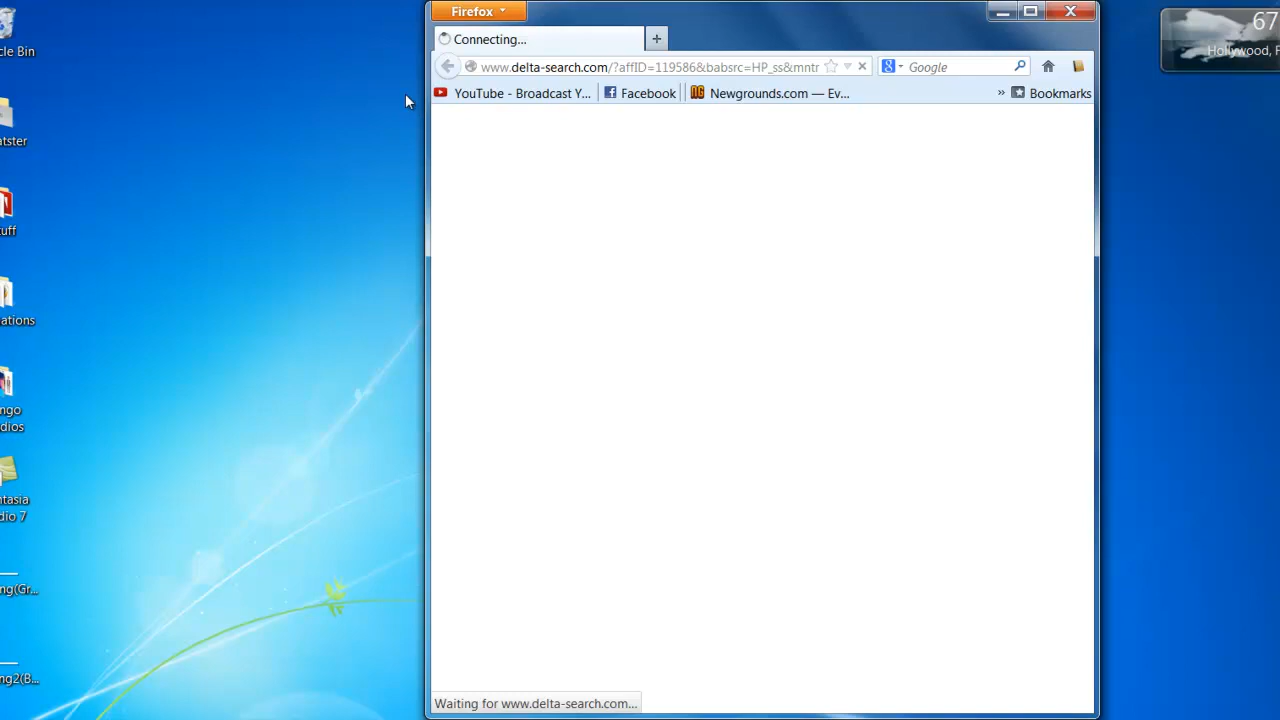 Firefox
Connecting...
www.delta-search.com/?affID=119586&babsrc=HP_ss&mntr
Google
YouTube - Broadcast Y...
Facebook
Newgrounds.com — Ev...
»
Bookmarks
67
Hollywood, F
cle Bin
atster
tuff
ations
ngo
dios
ntasia
dio 7
ng(Gr...
ng2(B...
Waiting for www.delta-search.com...